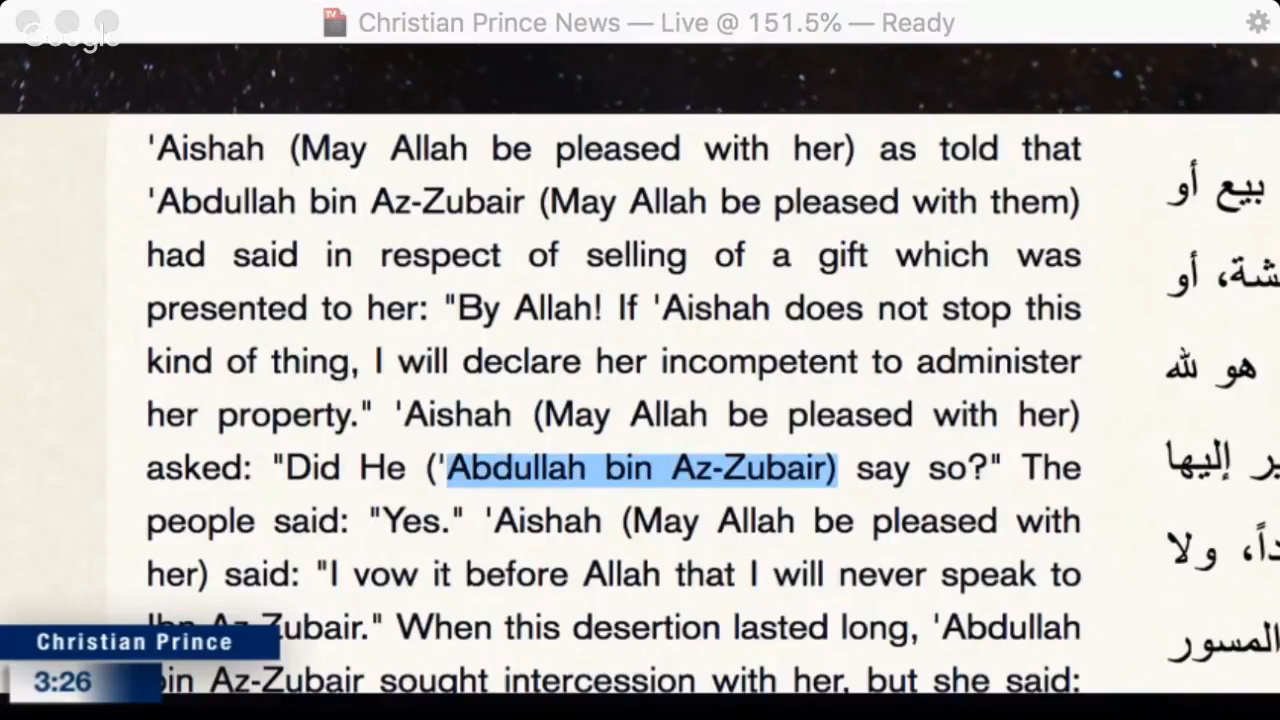 Christian Prince News — Live @ 151.5% — Ready
Google
'Aishah (May Allah be pleased with her) as told that
'Abdullah bin Az-Zubair (May Allah be pleased with them)
had said in respect of selling of a gift which was
presented to her: "By Allah! If 'Aishah does not stop this
kind of thing, I will declare her incompetent to administer
her property." 'Aishah (May Allah be pleased with her)
asked: "Did He ('Abdullah bin Az-Zubair) say so?" The
people said: "Yes." 'Aishah (May Allah be pleased with
her) said: "I vow it before Allah that I will never speak to
Ibn Az-Zubair." When this desertion lasted long, 'Abdullah
bin Az-Zubair sought intercession with her, but she said:
بيع أو
شة، أو
هو لله
ر إليها
داً، ولا
المسور
Christian Prince
3:26